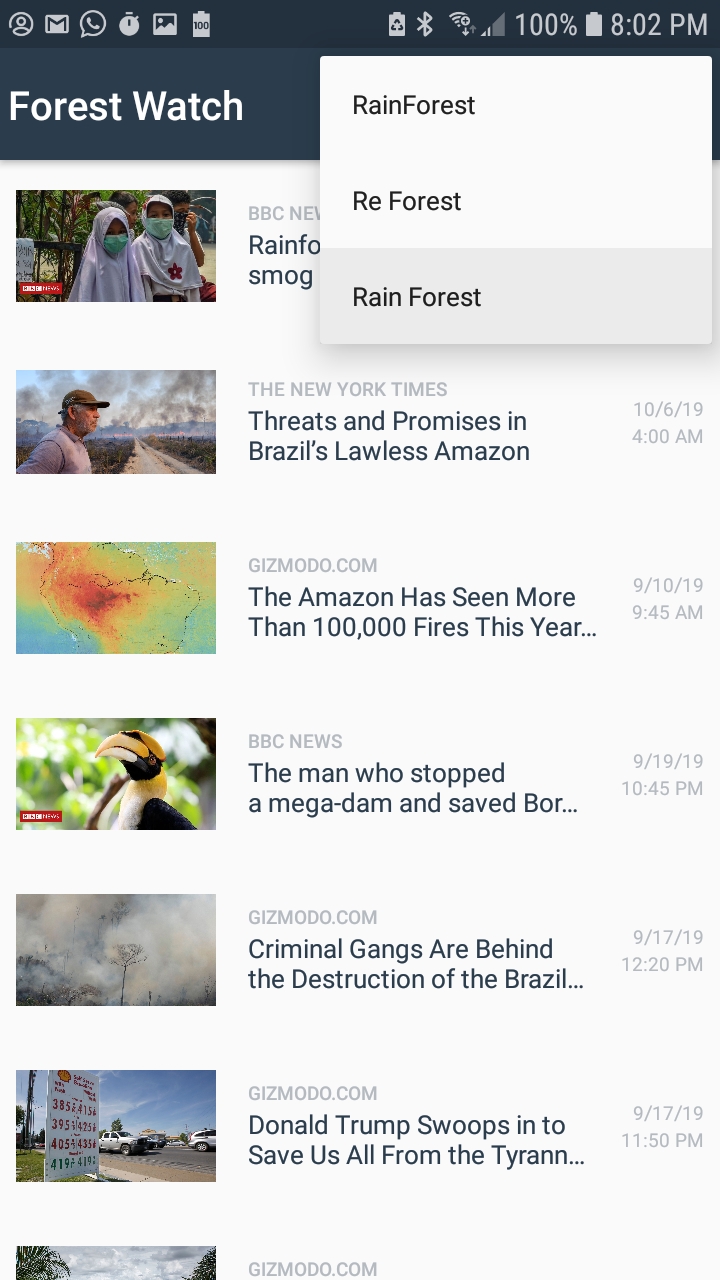 100
100% 8:02 PM
Forest Watch
RainForest
Re Forest
Rain Forest
BBC NEWS
BBC NEW
Rainfo
smog
THE NEW YORK TIMES
Threats and Promises in
Brazil’s Lawless Amazon
10/6/19
4:00 AM
GIZMODO.COM
The Amazon Has Seen More
Than 100,000 Fires This Year…
9/10/19
9:45 AM
BBC NEWS
BBC NEWS
The man who stopped
a mega-dam and saved Bor…
9/19/19
10:45 PM
GIZMODO.COM
Criminal Gangs Are Behind
the Destruction of the Brazil…
9/17/19
12:20 PM
GIZMODO.COM
Donald Trump Swoops in to
Save Us All From the Tyrann…
9/17/19
11:50 PM
GIZMODO.COM